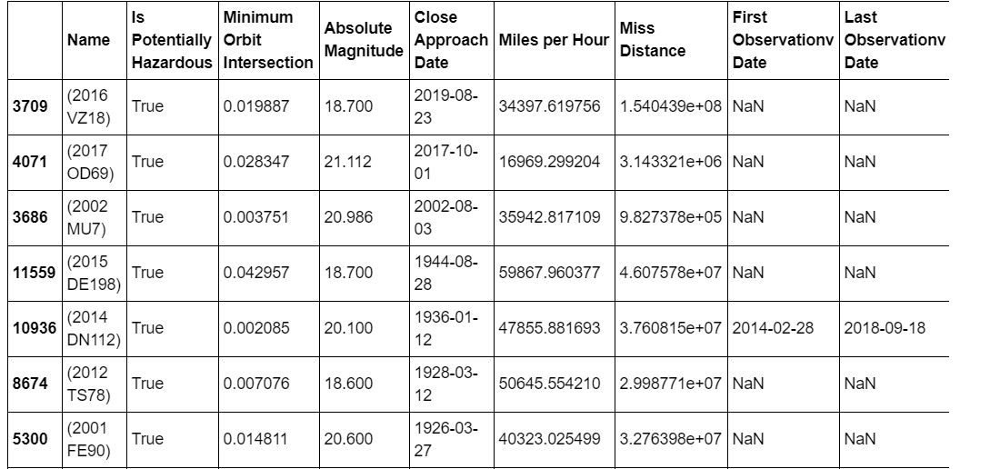 Name Is Potentially Hazardous Minimum Orbit Intersection Absolute Magnitude Close Approach Date Miles per Hour Miss Distance First Observationv Date Last Observationv Date
3709 (2016 VZ18) True 0.019887 18.700 2019-08-23 34397.619756 1.540439e+08 NaN NaN
4071 (2017 OD69) True 0.028347 21.112 2017-10-01 16969.299204 3.143321e+06 NaN NaN
3686 (2002 MU7) True 0.003751 20.986 2002-08-03 35942.817109 9.827378e+05 NaN NaN
11559 (2015 DE198) True 0.042957 18.700 1944-08-28 59867.960377 4.607578e+07 NaN NaN
10936 (2014 DN112) True 0.002085 20.100 1936-01-12 47855.881693 3.760815e+07 2014-02-28 2018-09-18
8674 (2012 TS78) True 0.007076 18.600 1928-03-12 50645.554210 2.998771e+07 NaN NaN
5300 (2001 FE90) True 0.014811 20.600 1926-03-27 40323.025499 3.276398e+07 NaN NaN